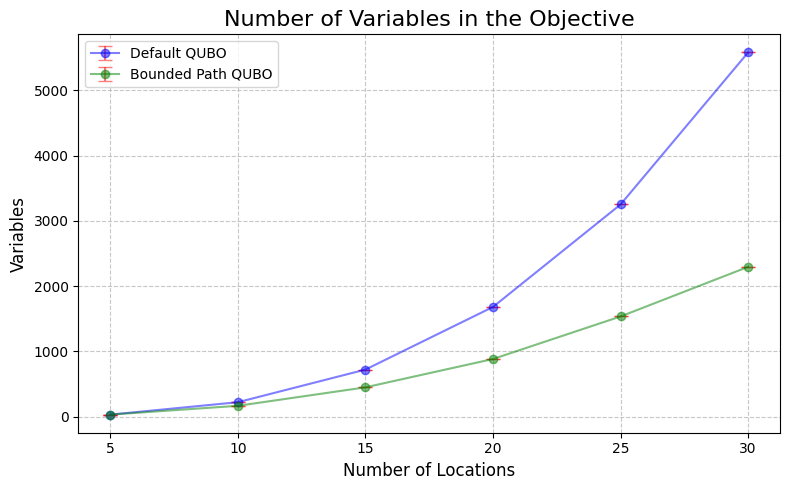 Number of Variables in the Objective
Default QUBO
Bounded Path QUBO
Variables
5000
4000
3000
2000
1000
0
5 10 15 20 25 30
Number of Locations